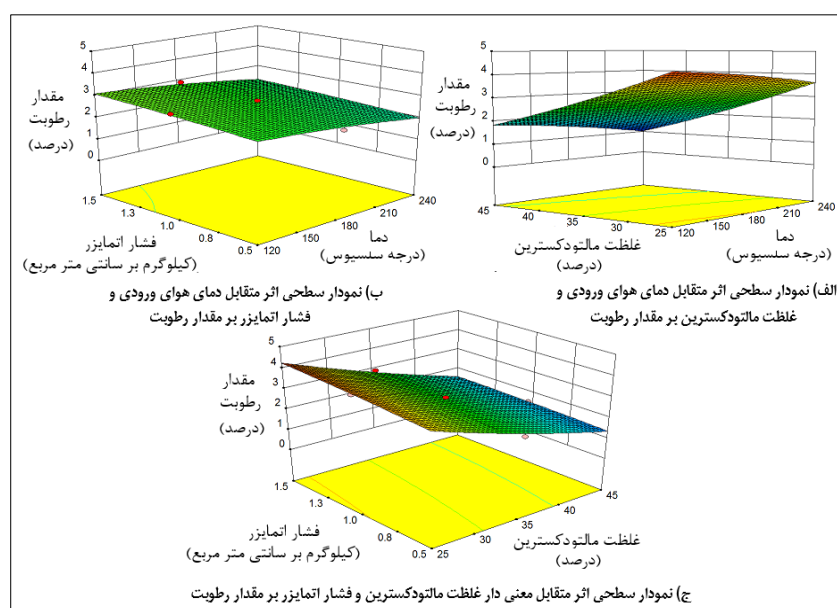 5
4
3
2
1
0
مقدار
رطوبت
(درصد)
1.5
1.3
1.0
0.8
0.5
فشار اتمایزر
(کیلوگرم بر سانتی متر مربع)
120
150
180
210
240
دما
(درجه سلسیوس)
ب) نمودار سطحی اثر متقابل دمای هوای ورودی و
فشار اتمایزر بر مقدار رطوبت
5
4
3
2
1
0
مقدار
رطوبت
(درصد)
45
40
35
30
25
غلظت مالتودکسترین
(درصد)
120
150
180
210
240
دما
(درجه سلسیوس)
الف) نمودار سطحی اثر متقابل دمای هوای ورودی و
غلظت مالتودکسترین بر مقدار رطوبت
5
4
3
2
1
0
مقدار
رطوبت
(درصد)
1.5
1.3
1.0
0.8
0.5
فشار اتمایزر
(کیلوگرم بر سانتی متر مربع)
25
30
35
40
45
غلظت مالتودکسترین
(درصد)
ج) نمودار سطحی اثر متقابل معنی دار غلظت مالتودکسترین و فشار اتمایزر بر مقدار رطوبت